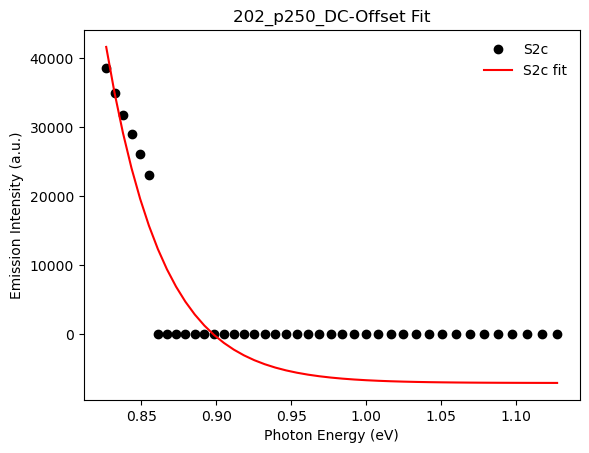 202_p250_DC-Offset Fit
S2c
S2c fit
Emission Intensity (a.u.)
40000
30000
20000
10000
0
0.85 0.90 0.95 1.00 1.05 1.10
Photon Energy (eV)